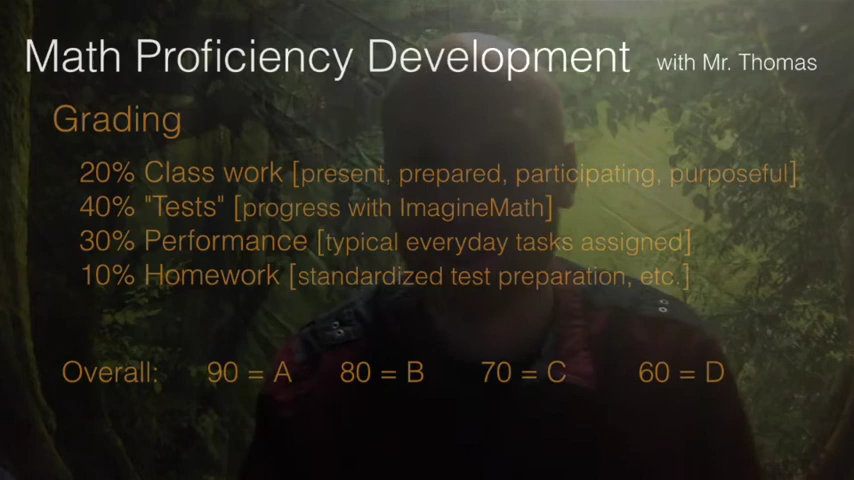 Math Proficiency Development with Mr. Thomas
Grading
20% Class work [present, prepared, participating, purposeful]
40% "Tests" [progress with ImagineMath]
30% Performance [typical everyday tasks assigned]
10% Homework [standardized test preparation, etc.]
Overall: 90 = A 80 = B 70 = C 60 = D